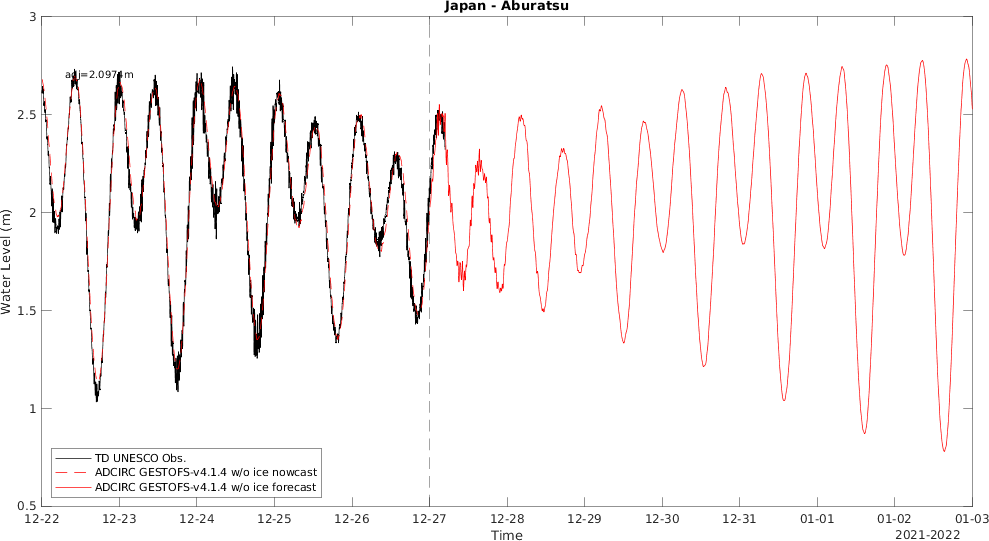 Japan - Aburatsu
3
adj=2.0974m
2.5
2
Water Level (m)
1.5
1
TD UNESCO Obs.
ADCIRC GESTOFS-v4.1.4 w/o ice nowcast
ADCIRC GESTOFS-v4.1.4 w/o ice forecast
0.5
12-22 12-23 12-24 12-25 12-26 12-27 12-28 12-29 12-30 12-31 01-01 01-02 01-03
Time
2021-2022